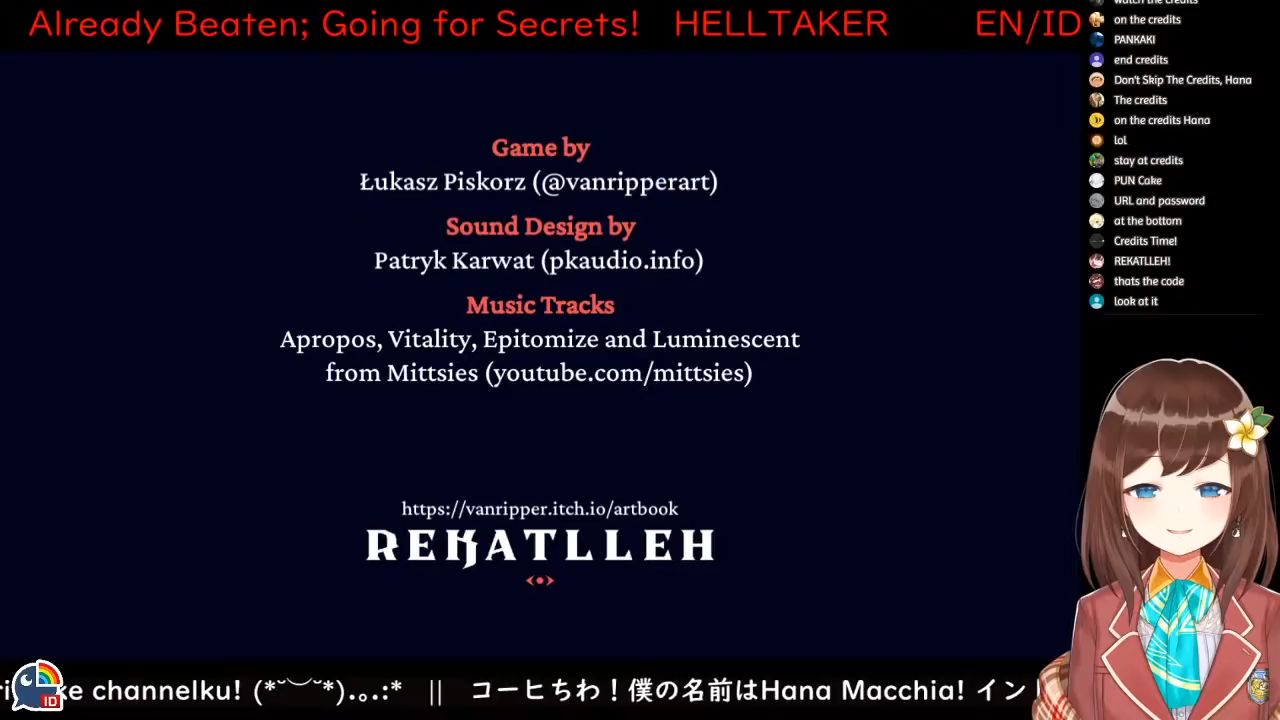 Already Beaten; Going for Secrets! HELLTAKER EN/ID
Game by
Łukasz Piskorz (@vanripperart)
Sound Design by
Patryk Karwat (pkaudio.info)
Music Tracks
Apropos, Vitality, Epitomize and Luminescent
from Mittsies (youtube.com/mittsies)
https://vanripper.itch.io/artbook
REKATLLEH
on the credits
PANKAKI
end credits
Don't Skip The Credits, Hana
The credits
on the credits Hana
lol
stay at credits
PUN Cake
URL and password
at the bottom
Credits Time!
REKATLLEH!
thats the code
look at it
ke channelku! (*˘︶˘*).｡.:* || コーヒちわ！僕の名前はHana Macchia! イン
ID